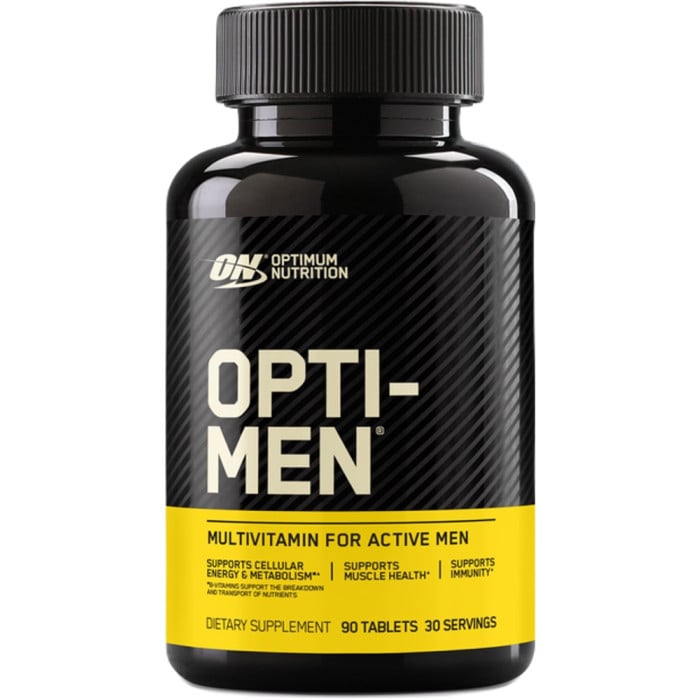 ON OPTIMUM
NUTRITION
OPTI-
MEN®
MULTIVITAMIN FOR ACTIVE MEN
SUPPORTS CELLULAR
ENERGY & METABOLISM**
*B-VITAMINS SUPPORT THE BREAKDOWN
AND TRANSPORT OF NUTRIENTS
SUPPORTS
MUSCLE HEALTH*
SUPPORTS
IMMUNITY*
DIETARY SUPPLEMENT 90 TABLETS 30 SERVINGS